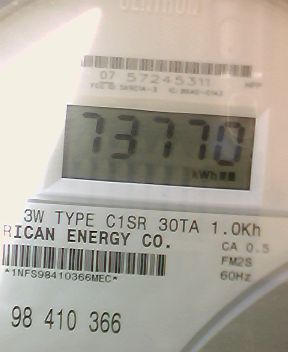 CENTRON
07 57245311
73770
kWh
3W TYPE C1SR 30TA 1.0Kh
RICAN ENERGY CO.
CA 0.5
FM2S
60Hz
*1NFS98410366MEC*
98 410 366